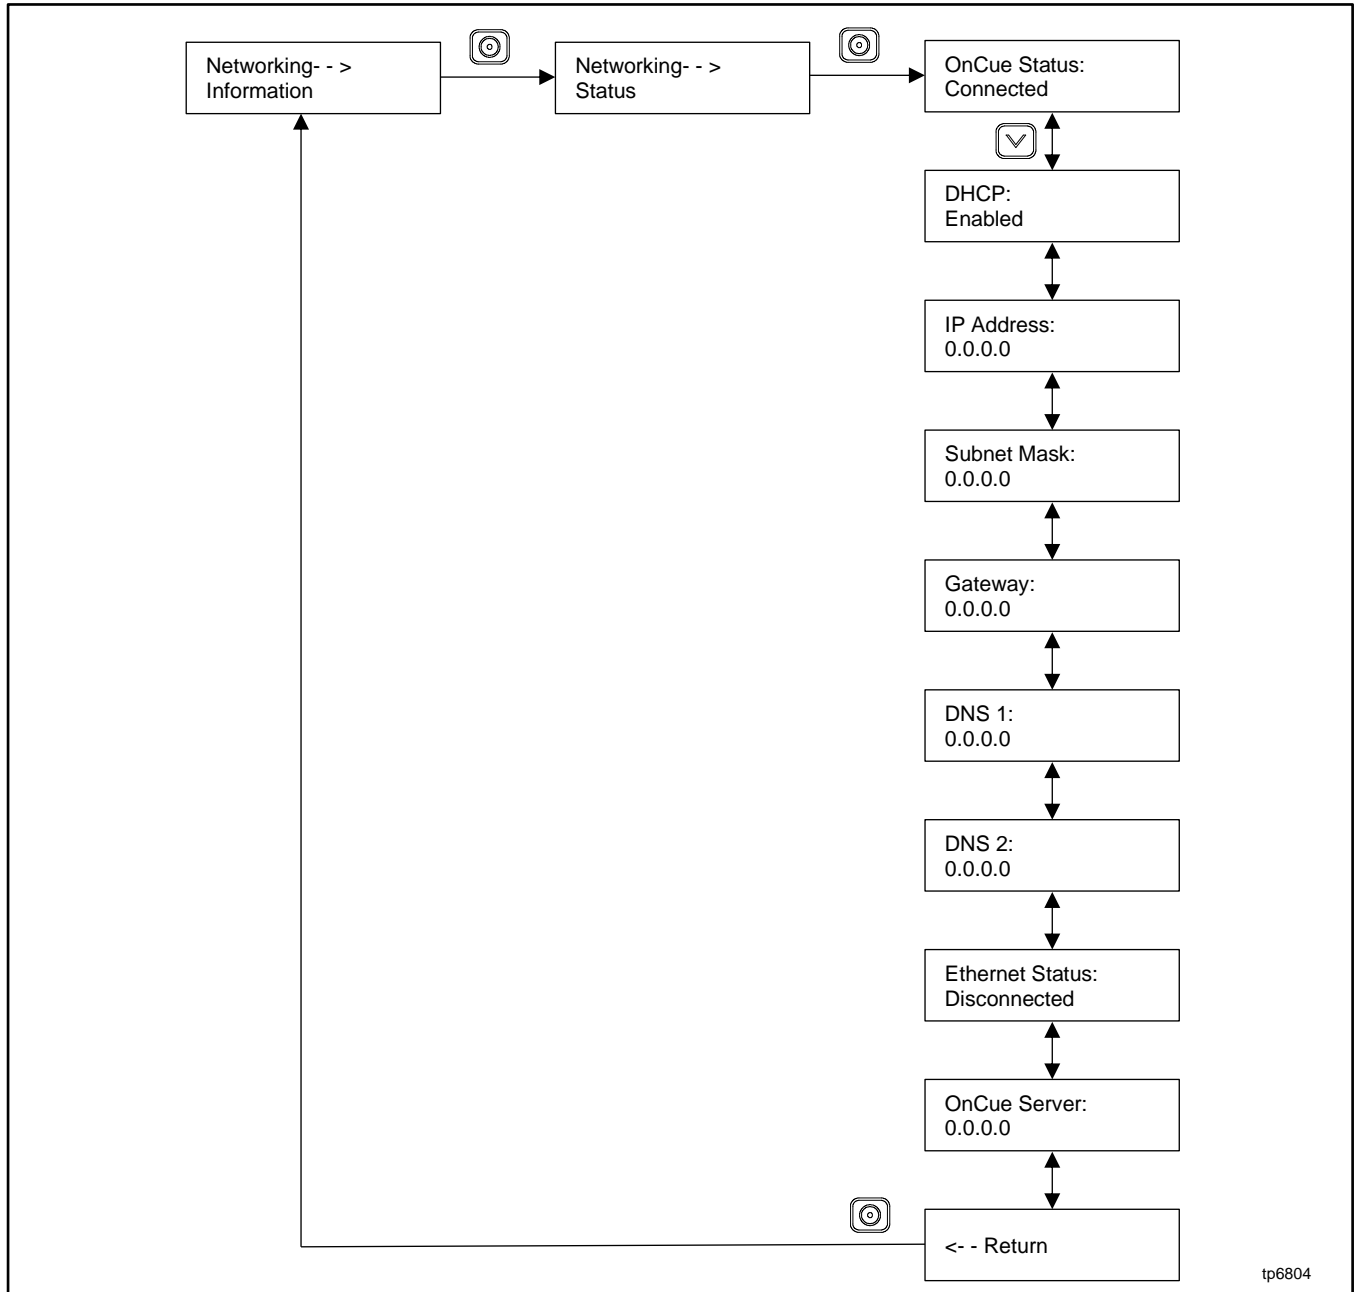 Networking- - >
Information
Networking- - >
Status
OnCue Status:
Connected
DHCP:
Enabled
IP Address:
0.0.0.0
Subnet Mask:
0.0.0.0
Gateway:
0.0.0.0
DNS 1:
0.0.0.0
DNS 2:
0.0.0.0
Ethernet Status:
Disconnected
OnCue Server:
0.0.0.0
<- - Return
tp6804